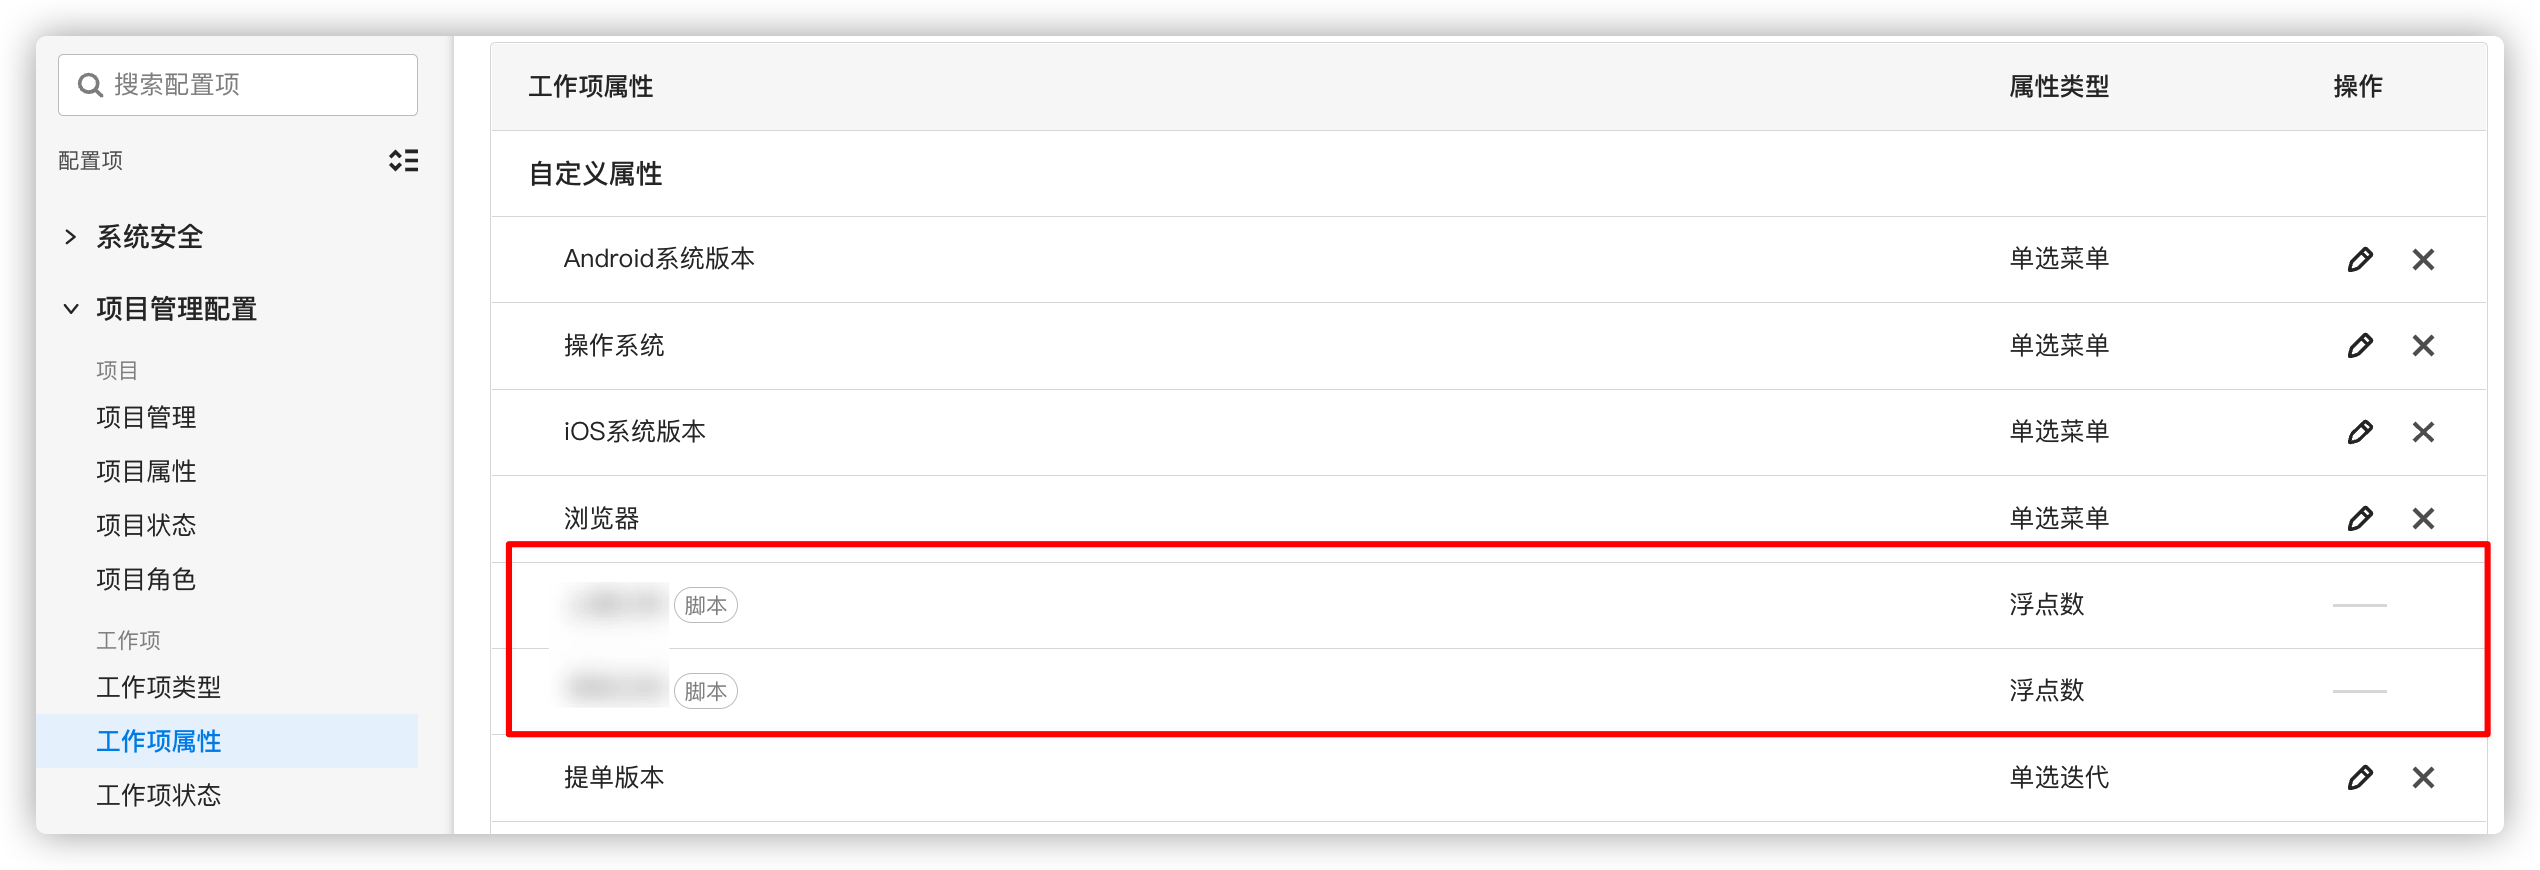 搜索配置项
配置项
系统安全
项目管理配置
项目
项目管理
项目属性
项目状态
项目角色
工作项
工作项类型
工作项属性
工作项状态
工作项属性 属性类型 操作
自定义属性
Android系统版本 单选菜单
操作系统 单选菜单
iOS系统版本 单选菜单
浏览器 单选菜单
脚本 浮点数
脚本 浮点数
提单版本 单选迭代